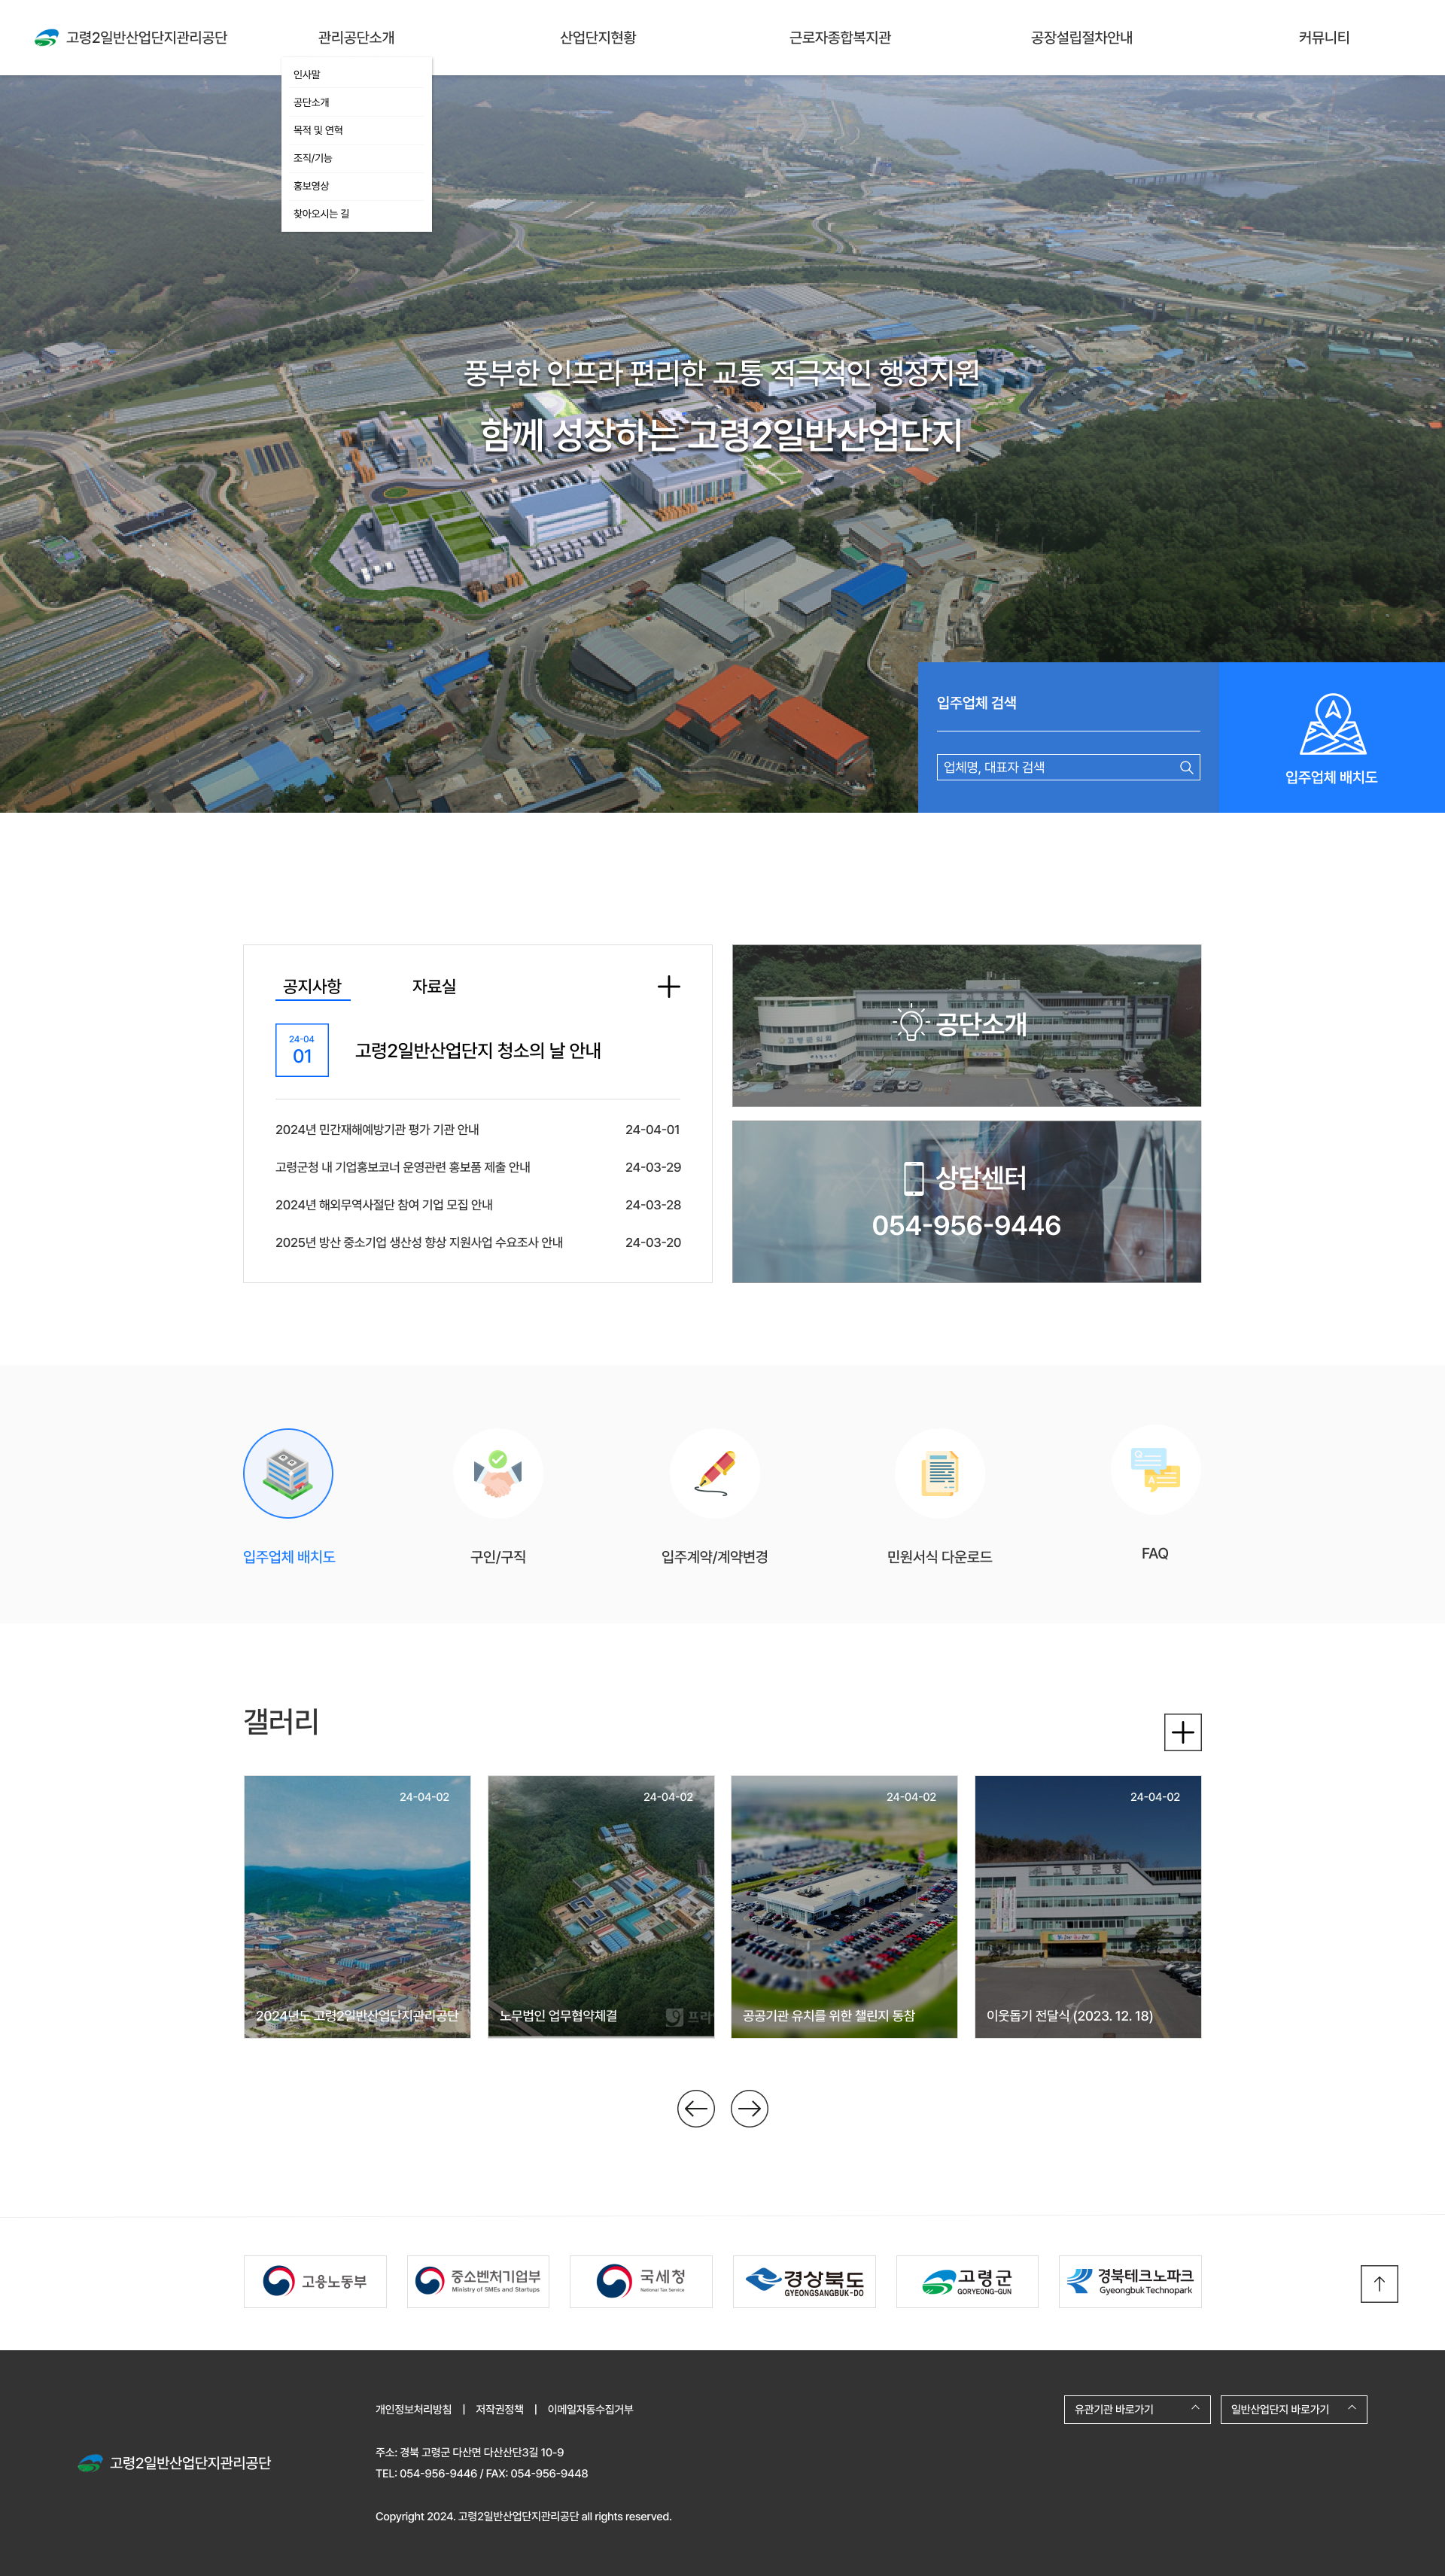 고령2일반산업단지관리공단
관리공단소개
산업단지현황
근로자종합복지관
공장설립절차안내
커뮤니티
인사말
공단소개
목적 및 연혁
조직/기능
홍보영상
찾아오시는 길
풍부한 인프라 편리한 교통 적극적인 행정지원
함께 성장하는 고령2일반산업단지
입주업체 검색
업체명, 대표자 검색
입주업체 배치도
공지사항
자료실
24-04
01
고령2일반산업단지 청소의 날 안내
2024년 민간재해예방기관 평가 기관 안내 24-04-01
고령군청 내 기업홍보코너 운영관련 홍보품 제출 안내 24-03-29
2024년 해외무역사절단 참여 기업 모집 안내 24-03-28
2025년 방산 중소기업 생산성 향상 지원사업 수요조사 안내 24-03-20
공단소개
상담센터
054-956-9446
입주업체 배치도
구인/구직
입주계약/계약변경
민원서식 다운로드
Q
A
FAQ
갤러리
24-04-02
2024년도 고령2일반산업단지관리공단
24-04-02
노무법인 업무협약체결
프라
24-04-02
공공기관 유치를 위한 챌린지 동참
24-04-02
이웃돕기 전달식 (2023. 12. 18)
고용노동부
중소벤처기업부
Ministry of SMEs and Startups
국세청
National Tax Service
경상북도
GYEONGSANGBUK-DO
고령군
GORYEONG-GUN
경북테크노파크
Gyeongbuk Technopark
개인정보처리방침 | 저작권정책 | 이메일자동수집거부
유관기관 바로가기
일반산업단지 바로가기
고령2일반산업단지관리공단
주소: 경북 고령군 다산면 다산산단3길 10-9
TEL: 054-956-9446 / FAX: 054-956-9448
Copyright 2024. 고령2일반산업단지관리공단 all rights reserved.